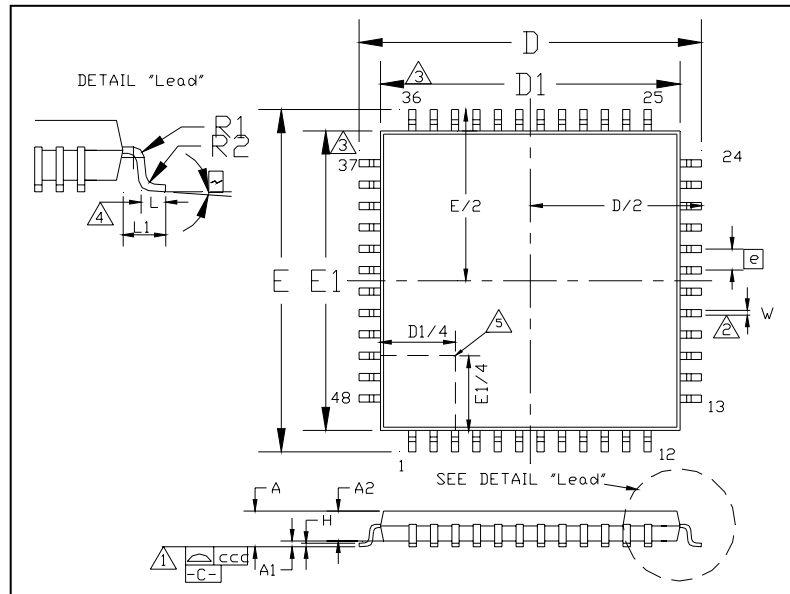 D
DETAIL "Lead"
3
D1
36
25
R1
R2
3
37
24
E/2
D/2
L
4
L1
e
E
E1
W
2
D1/4
5
E1/4
48
13
1
12
SEE DETAIL "Lead"
A
A2
H
1
ccc
-C-
A1